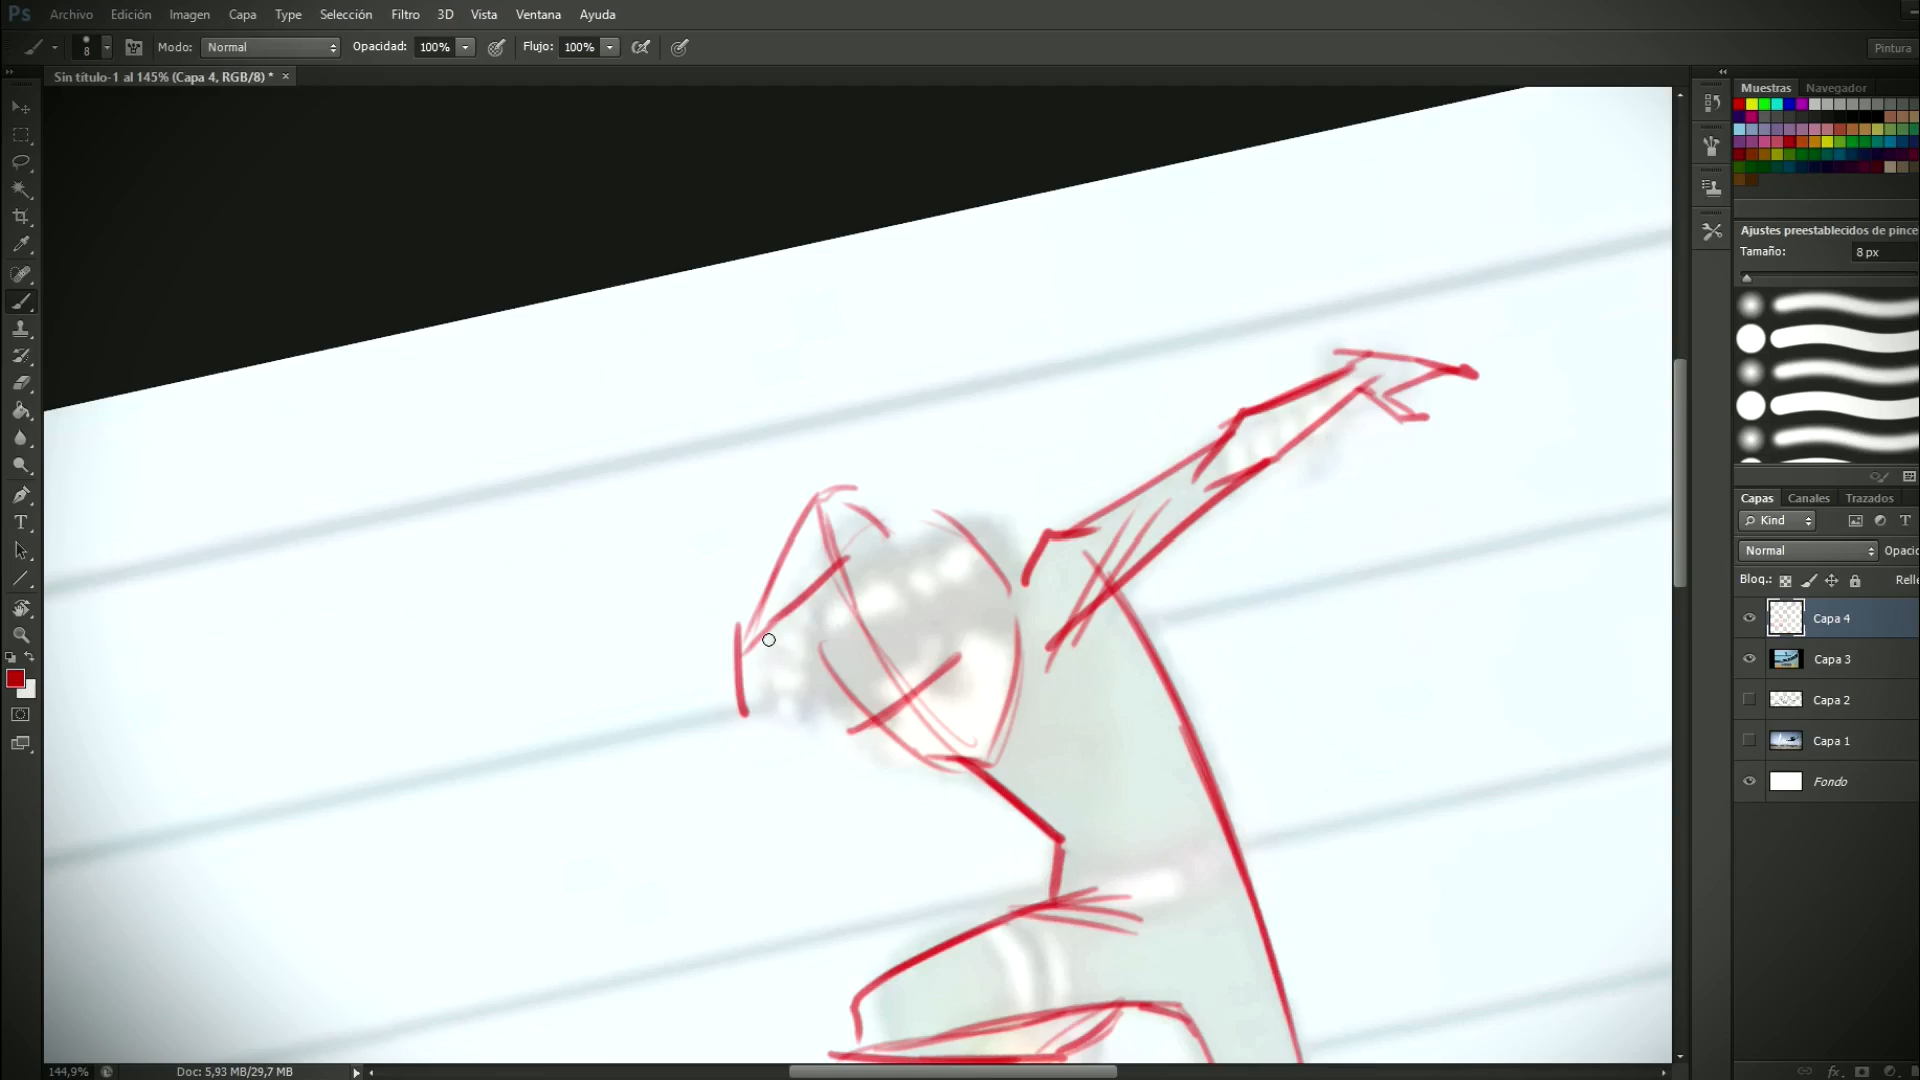 Ps Archivo Edición Imagen Capa Type Selección Filtro 3D Vista Ventana Ayuda
8 Modo: Normal Opacidad: 100% Flujo: 100% Pintura
Sin título-1 al 145% (Capa 4, RGB/8) * ×
Muestras Navegador
Ajustes preestablecidos de pince
Tamaño: 8 px
Capas Canales Trazados
Kind T
Normal Opacio
Bloq.: Relle
Capa 4
Capa 3
Capa 2
Capa 1
Fondo
T
144,9% Doc: 5,93 MB/29,7 MB
fx